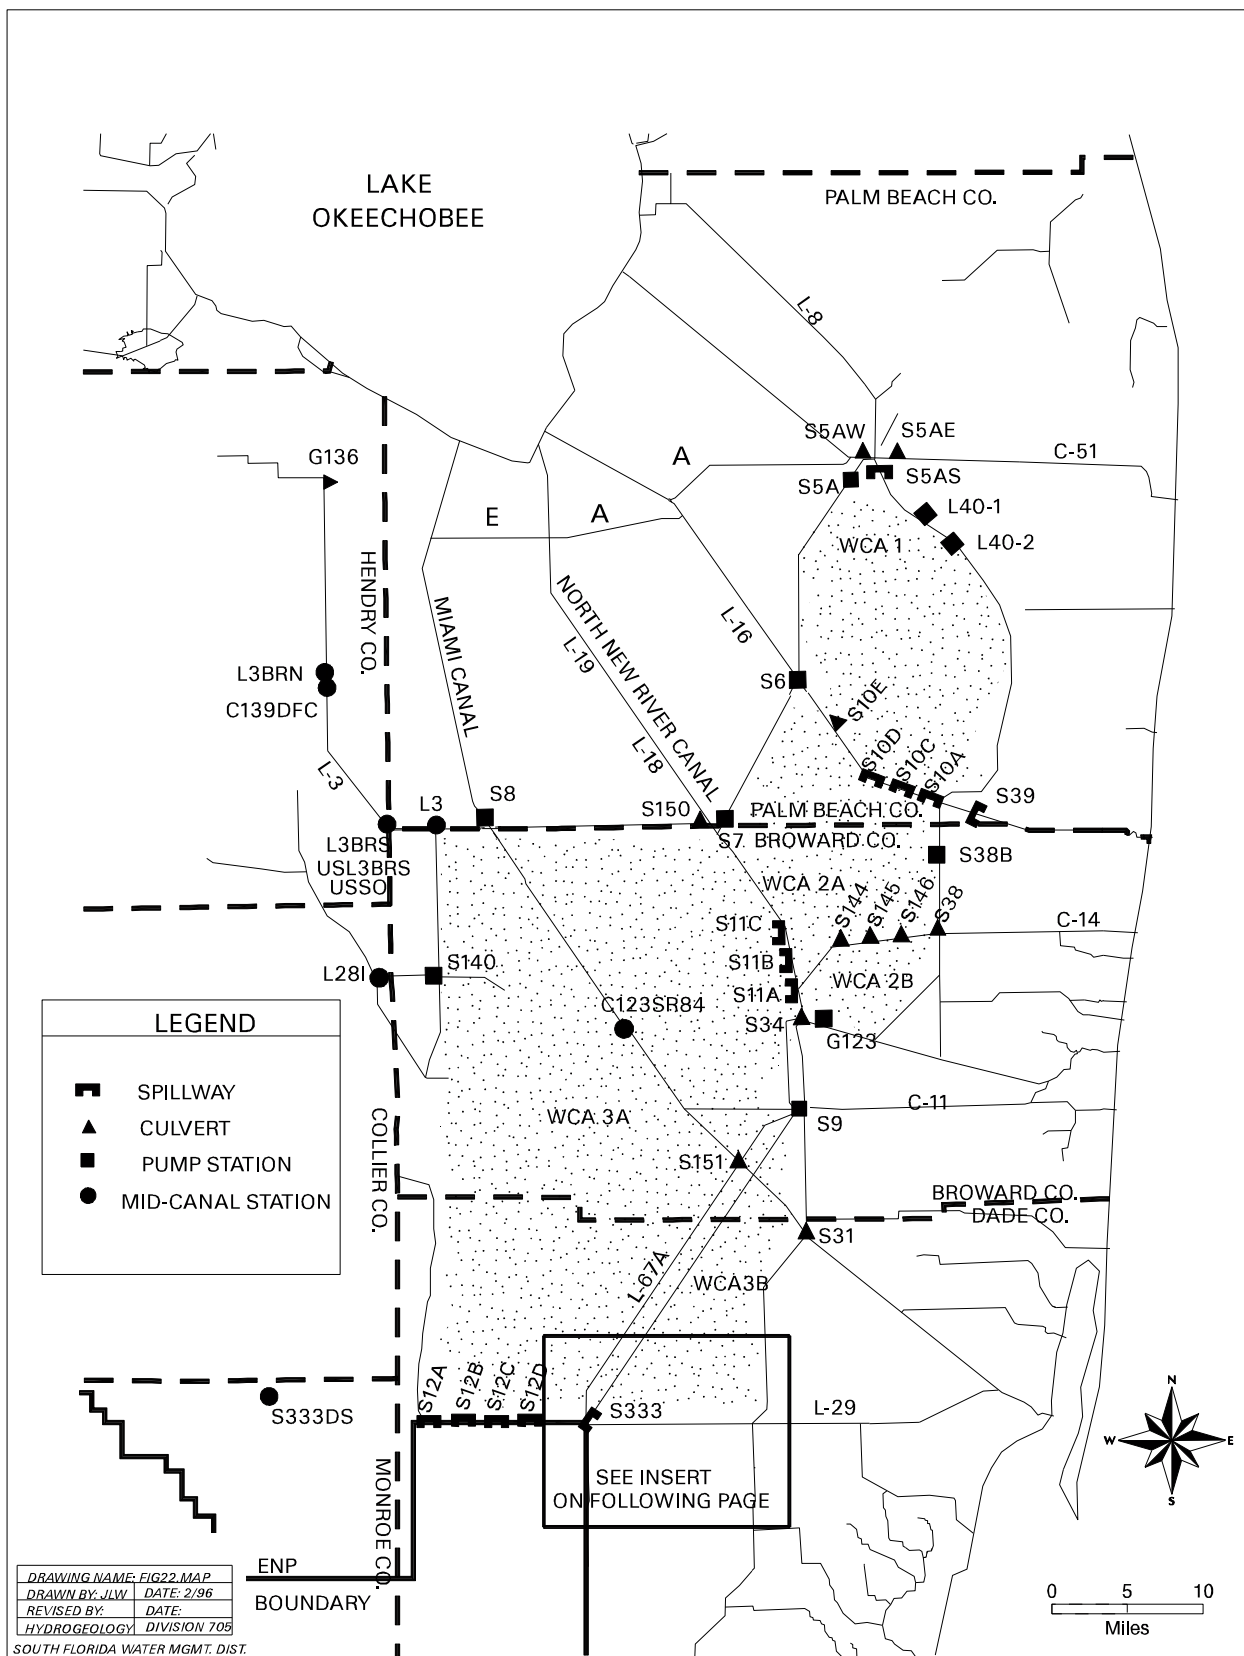 LAKE
OKEECHOBEE
PALM BEACH CO.
L-8
S5AW
S5AE
C-51
A
G136
S5A
S5AS
L40-1
E
A
WCA 1
L40-2
HENDRY CO.
MIAMI CANAL
NORTH NEW RIVER CANAL
L-19
L-16
L3BRN
C139DFC
S6
S10E
L-18
S10D
S10C
S10A
L-3
S39
L3
S8
S150
PALM BEACH CO.
L3BRS
S7
BROWARD CO.
USL3BRS
USSO
S38B
WCA 2A
S144
S145
S146
S38
S11C
C-14
S11B
L28I
S140
WCA 2B
S11A
C123SR84
S34
G123
LEGEND
SPILLWAY
CULVERT
PUMP STATION
MID-CANAL STATION
WCA 3A
C-11
S9
COLLIER CO.
S151
BROWARD CO.
DADE CO.
S31
L-67A
WCA3B
S12A
S12B
S12C
S12D
S333DS
S333
L-29
N
W
E
S
SEE INSERT
ON FOLLOWING PAGE
MONROE CO.
ENP
BOUNDARY
DRAWING NAME: FIG22.MAP
DRAWN BY: JLW DATE: 2/96
REVISED BY: DATE:
HYDROGEOLOGY DIVISION 705
SOUTH FLORIDA WATER MGMT. DIST.
0 5 10
Miles